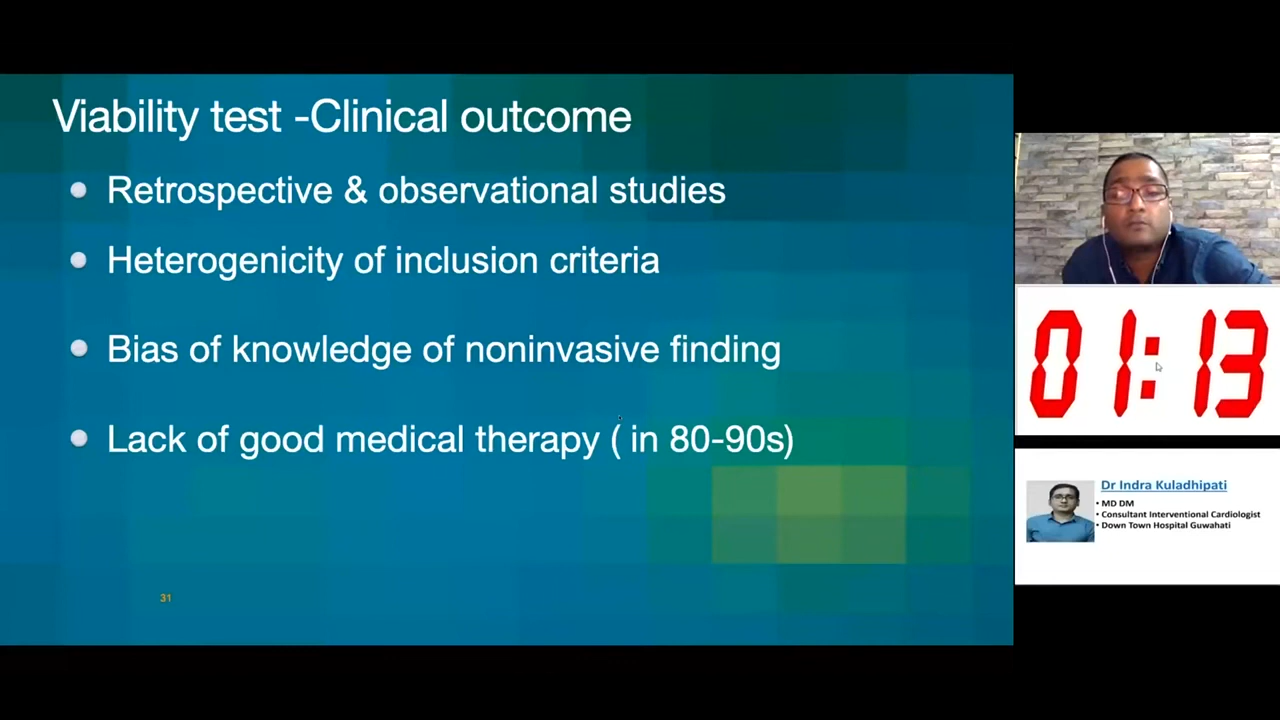 Viability test -Clinical outcome
Retrospective & observational studies
Heterogenicity of inclusion criteria
Bias of knowledge of noninvasive finding
Lack of good medical therapy ( in 80-90s)
31
01:13
Dr Indra Kuladhipati
• MD DM
• Consultant Interventional Cardiologist
• Down Town Hospital Guwahati